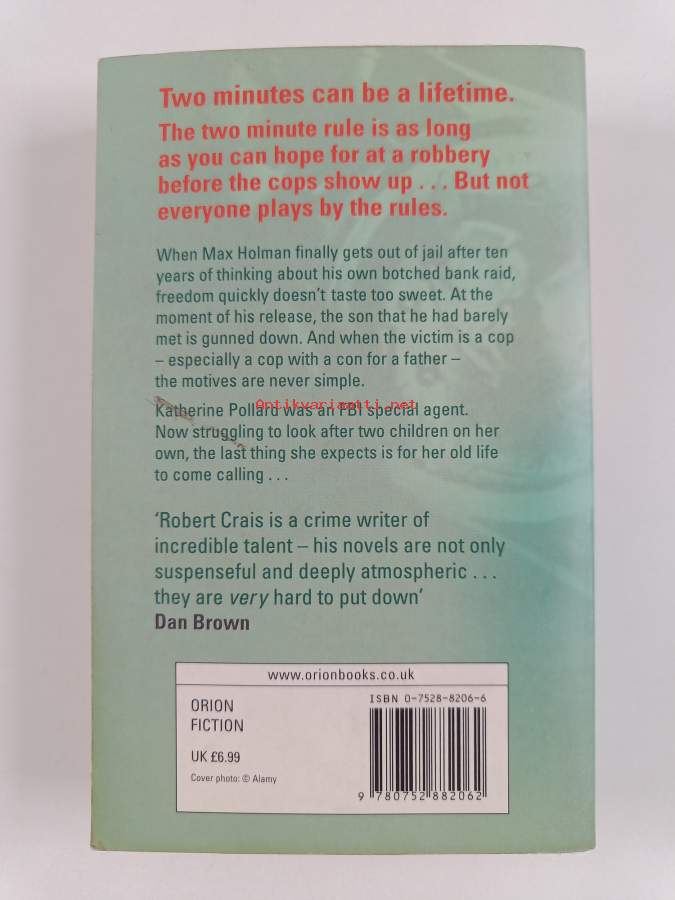 Two minutes can be a lifetime.
The two minute rule is as long
as you can hope for at a robbery
before the cops show up . . . But not
everyone plays by the rules.
When Max Holman finally gets out of jail after ten
years of thinking about his own botched bank raid,
freedom quickly doesn't taste too sweet. At the
moment of his release, the son that he had barely
met is gunned down. And when the victim is a cop
– especially a cop with a con for a father –
the motives are never simple.
Katherine Pollard was an FBI special agent.
Antikvariaatti.net
Now struggling to look after two children on her
own, the last thing she expects is for her old life
to come calling . . .
'Robert Crais is a crime writer of
incredible talent – his novels are not only
suspenseful and deeply atmospheric . . .
they are very hard to put down'
Dan Brown
www.orionbooks.co.uk
ORION
FICTION
UK £6.99
Cover photo: © Alamy
ISBN 0-7528-8206-6
9 780752 882062